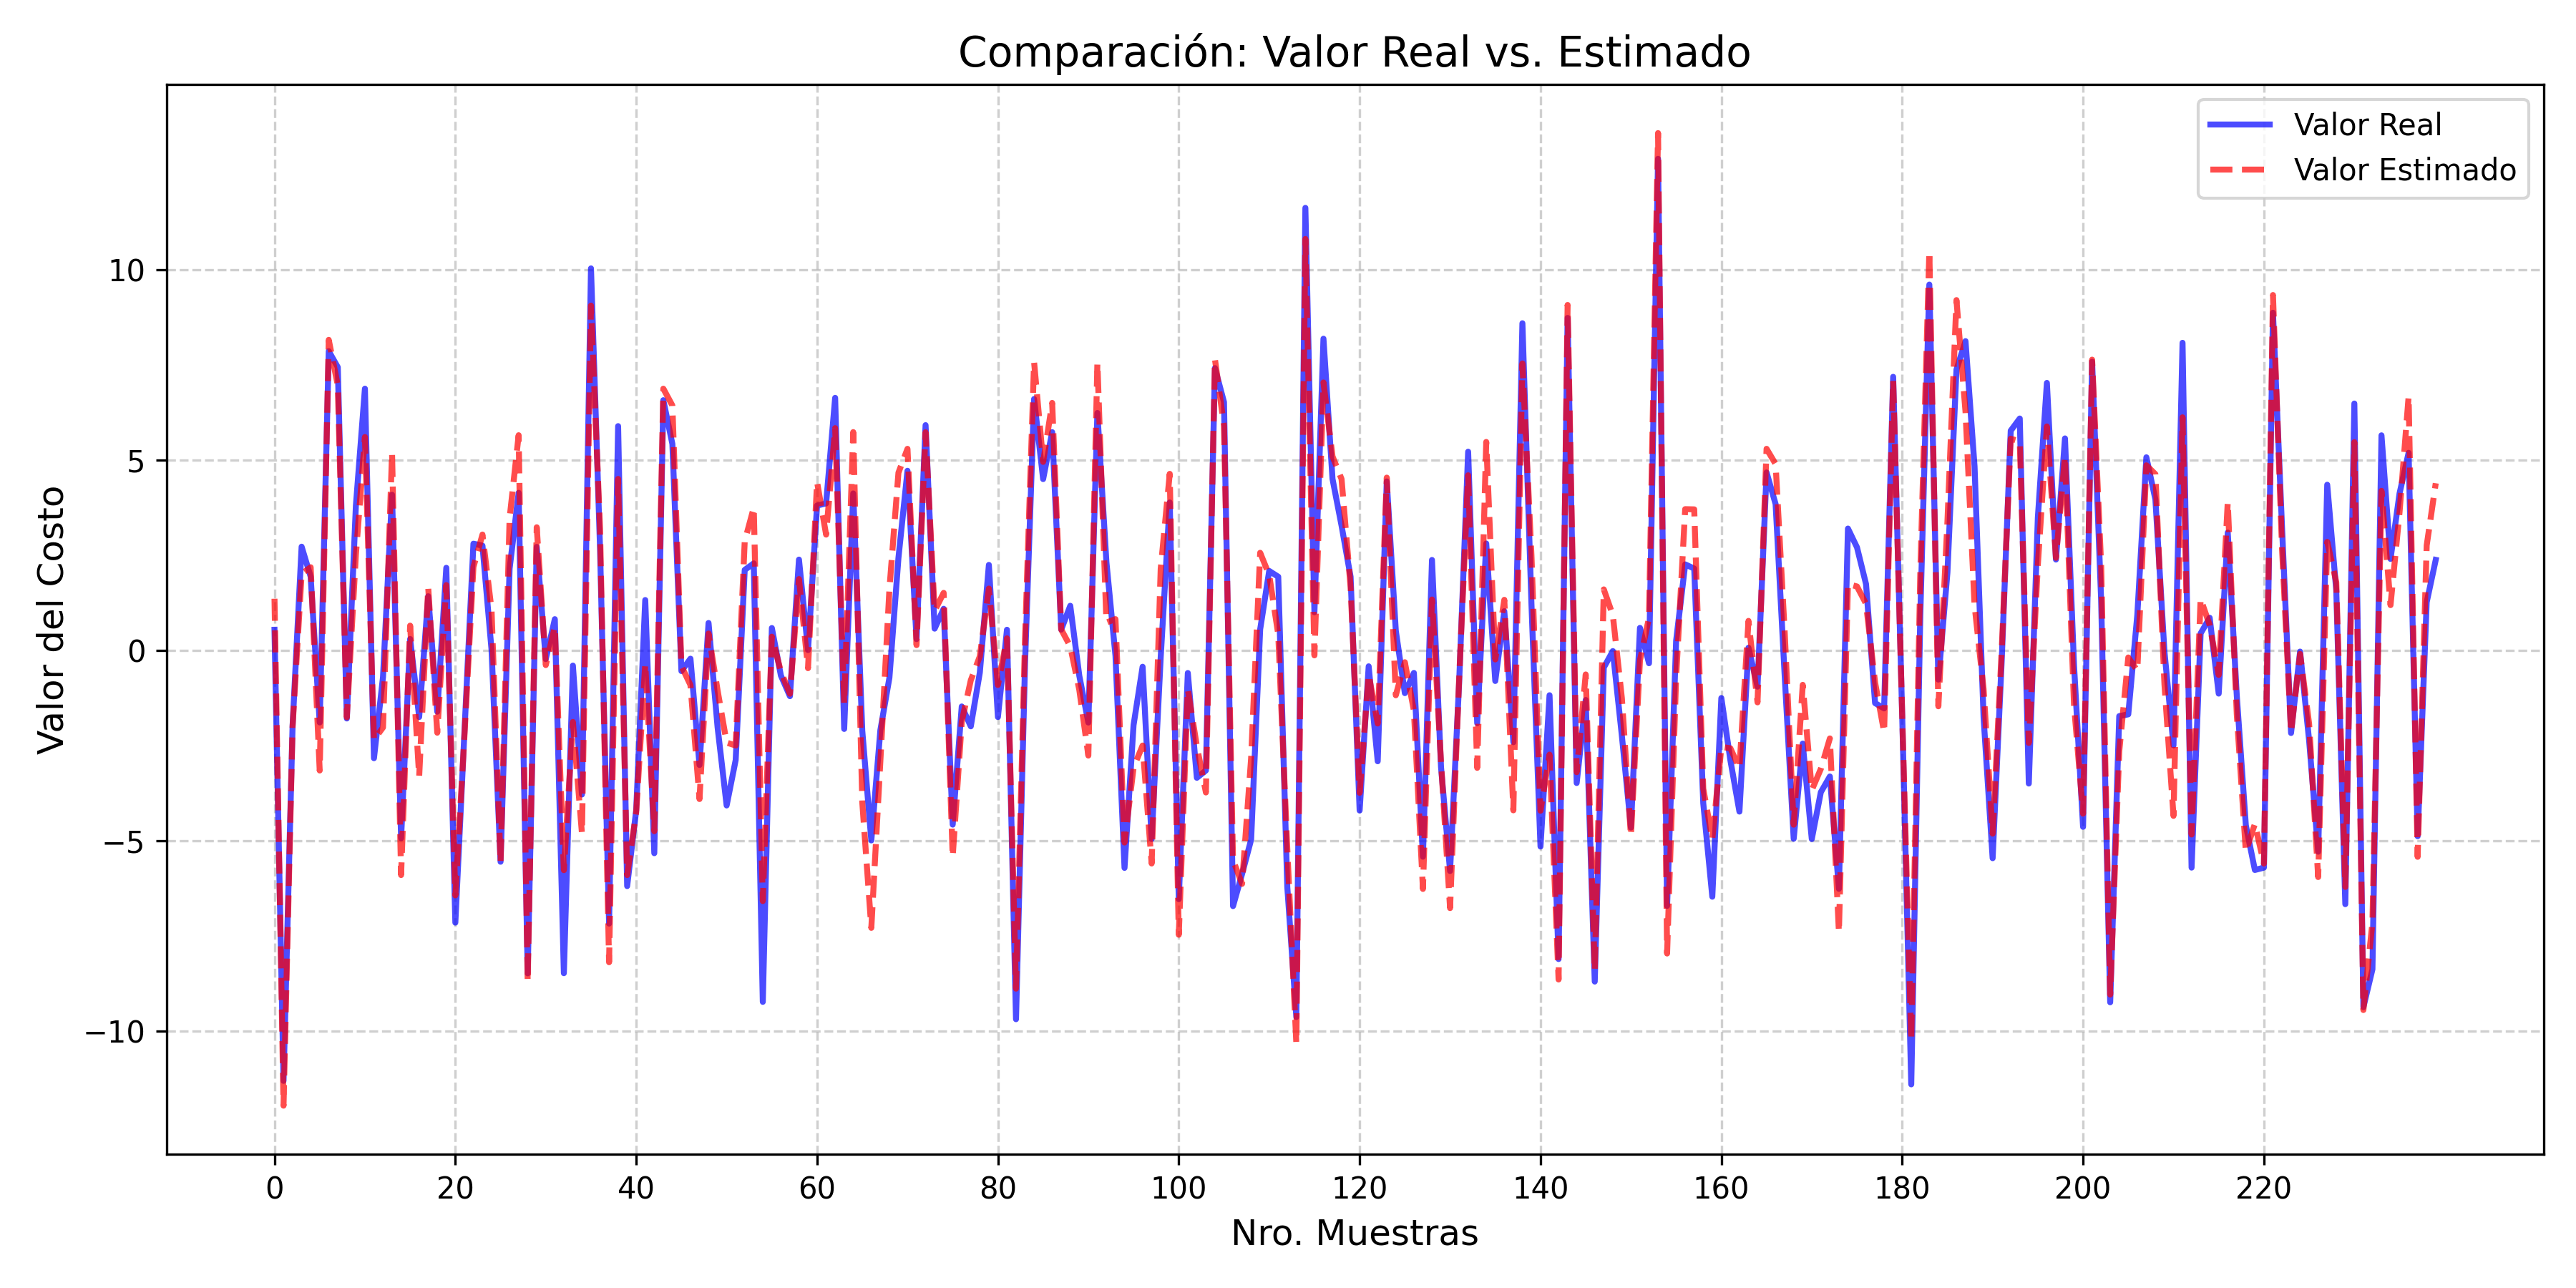 Comparación: Valor Real vs. Estimado
Valor Real
Valor Estimado
Valor del Costo
10
5
0
−5
−10
0 20 40 60 80 100 120 140 160 180 200 220
Nro. Muestras